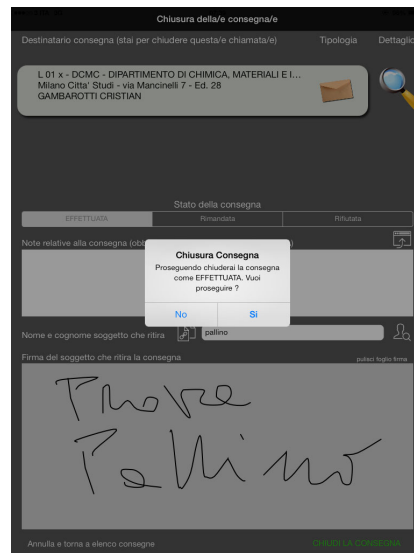 Chiusura della/e consegna/e
Destinatario consegna (stai per chiudere questa/e chiamata/e) Tipologia Dettaglio
L 01 x - DCMC - DIPARTIMENTO DI CHIMICA, MATERIALI E I...
Milano Citta' Studi - via Mancinelli 7 - Ed. 28
GAMBAROTTI CRISTIAN
Stato della consegna
EFFETTUATA Rimandata Rifiutata
Note relative alla consegna (obb
Chiusura Consegna
Proseguendo chiuderai la consegna
come EFFETTUATA. Vuoi
proseguire ?
No Si
Nome e cognome soggetto che ritira pallino
Firma del soggetto che ritira la consegna pulisci foglio firma
Prova
Pallino
Annulla e torna a elenco consegne CHIUDI LA CONSEGNA